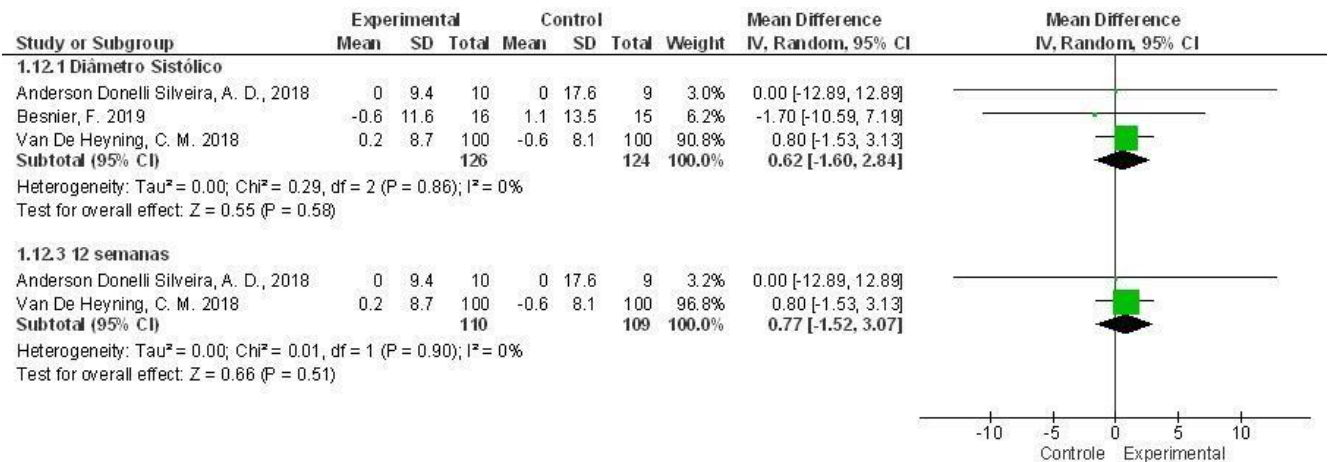 Experimental Control Mean Difference Mean Difference
Study or Subgroup Mean SD Total Mean SD Total Weight IV, Random, 95% CI IV, Random, 95% CI
1.12.1 Diâmetro Sistólico
Anderson Donelli Silveira, A. D., 2018 0 9.4 10 0 17.6 9 3.0% 0.00 [-12.89, 12.89]
Besnier, F. 2019 -0.6 11.6 16 1.1 13.5 15 6.2% -1.70 [-10.59, 7.19]
Van De Heyning, C. M. 2018 0.2 8.7 100 -0.6 8.1 100 90.8% 0.80 [-1.53, 3.13]
Subtotal (95% CI) 126 124 100.0% 0.62 [-1.60, 2.84]
Heterogeneity: Tau² = 0.00; Chi² = 0.29, df = 2 (P = 0.86); I² = 0%
Test for overall effect: Z = 0.55 (P = 0.58)
1.12.3 12 semanas
Anderson Donelli Silveira, A. D., 2018 0 9.4 10 0 17.6 9 3.2% 0.00 [-12.89, 12.89]
Van De Heyning, C. M. 2018 0.2 8.7 100 -0.6 8.1 100 96.8% 0.80 [-1.53, 3.13]
Subtotal (95% CI) 110 109 100.0% 0.77 [-1.52, 3.07]
Heterogeneity: Tau² = 0.00; Chi² = 0.01, df = 1 (P = 0.90); I² = 0%
Test for overall effect: Z = 0.66 (P = 0.51)
-10 -5 0 5 10
Controle Experimental